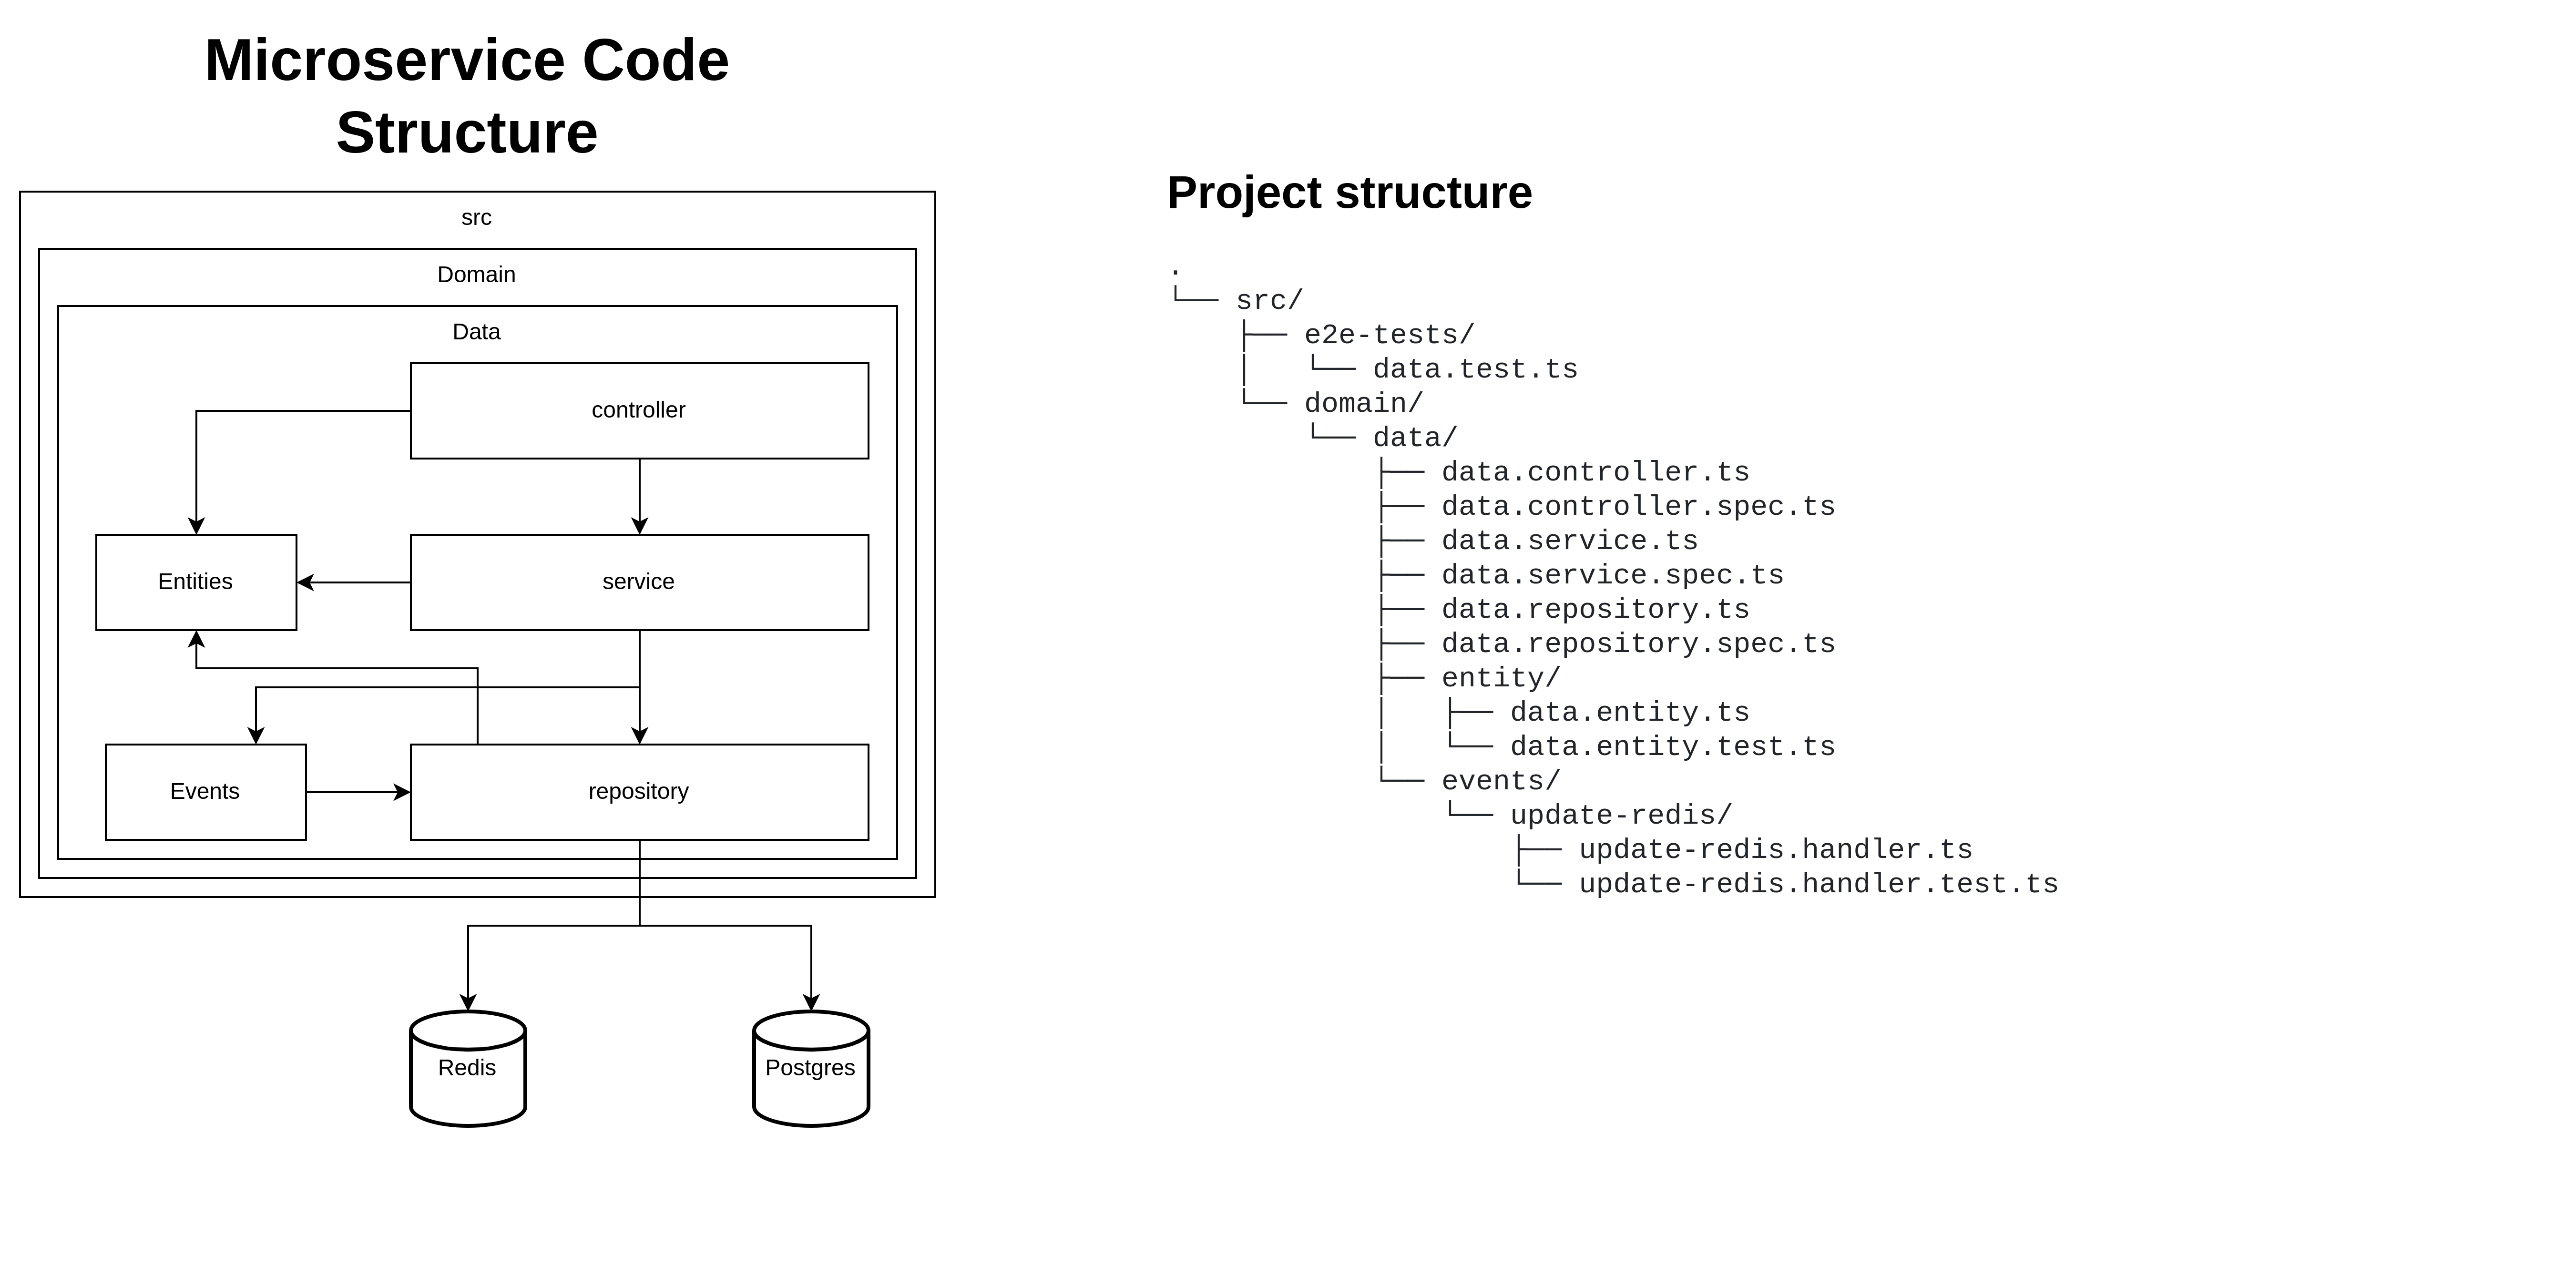 Microservice Code
Structure
src
Domain
Data
controller
Entities
service
Events
repository
Redis
Postgres
Project structure
.
└── src/
    ├── e2e-tests/
    │   └── data.test.ts
    └── domain/
        └── data/
            ├── data.controller.ts
            ├── data.controller.spec.ts
            ├── data.service.ts
            ├── data.service.spec.ts
            ├── data.repository.ts
            ├── data.repository.spec.ts
            ├── entity/
            │   ├── data.entity.ts
            │   └── data.entity.test.ts
            └── events/
                └── update-redis/
                    ├── update-redis.handler.ts
                    └── update-redis.handler.test.ts